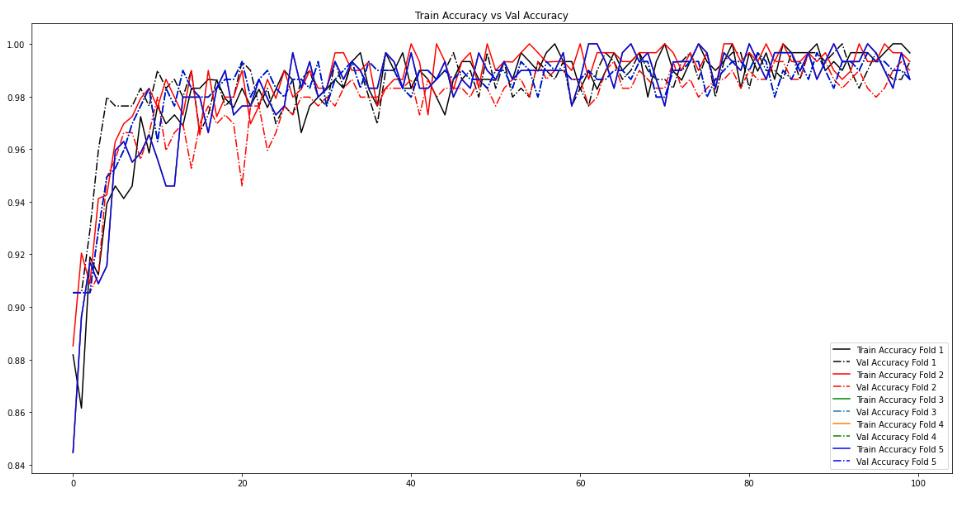 Train Accuracy vs Val Accuracy
1.00
0.98
0.96
0.94
0.92
0.90
0.88
0.86
0.84
Train Accuracy Fold 1
Val Accuracy Fold 1
Train Accuracy Fold 2
Val Accuracy Fold 2
Train Accuracy Fold 3
Val Accuracy Fold 3
Train Accuracy Fold 4
Val Accuracy Fold 4
Train Accuracy Fold 5
Val Accuracy Fold 5
0 20 40 60 80 100